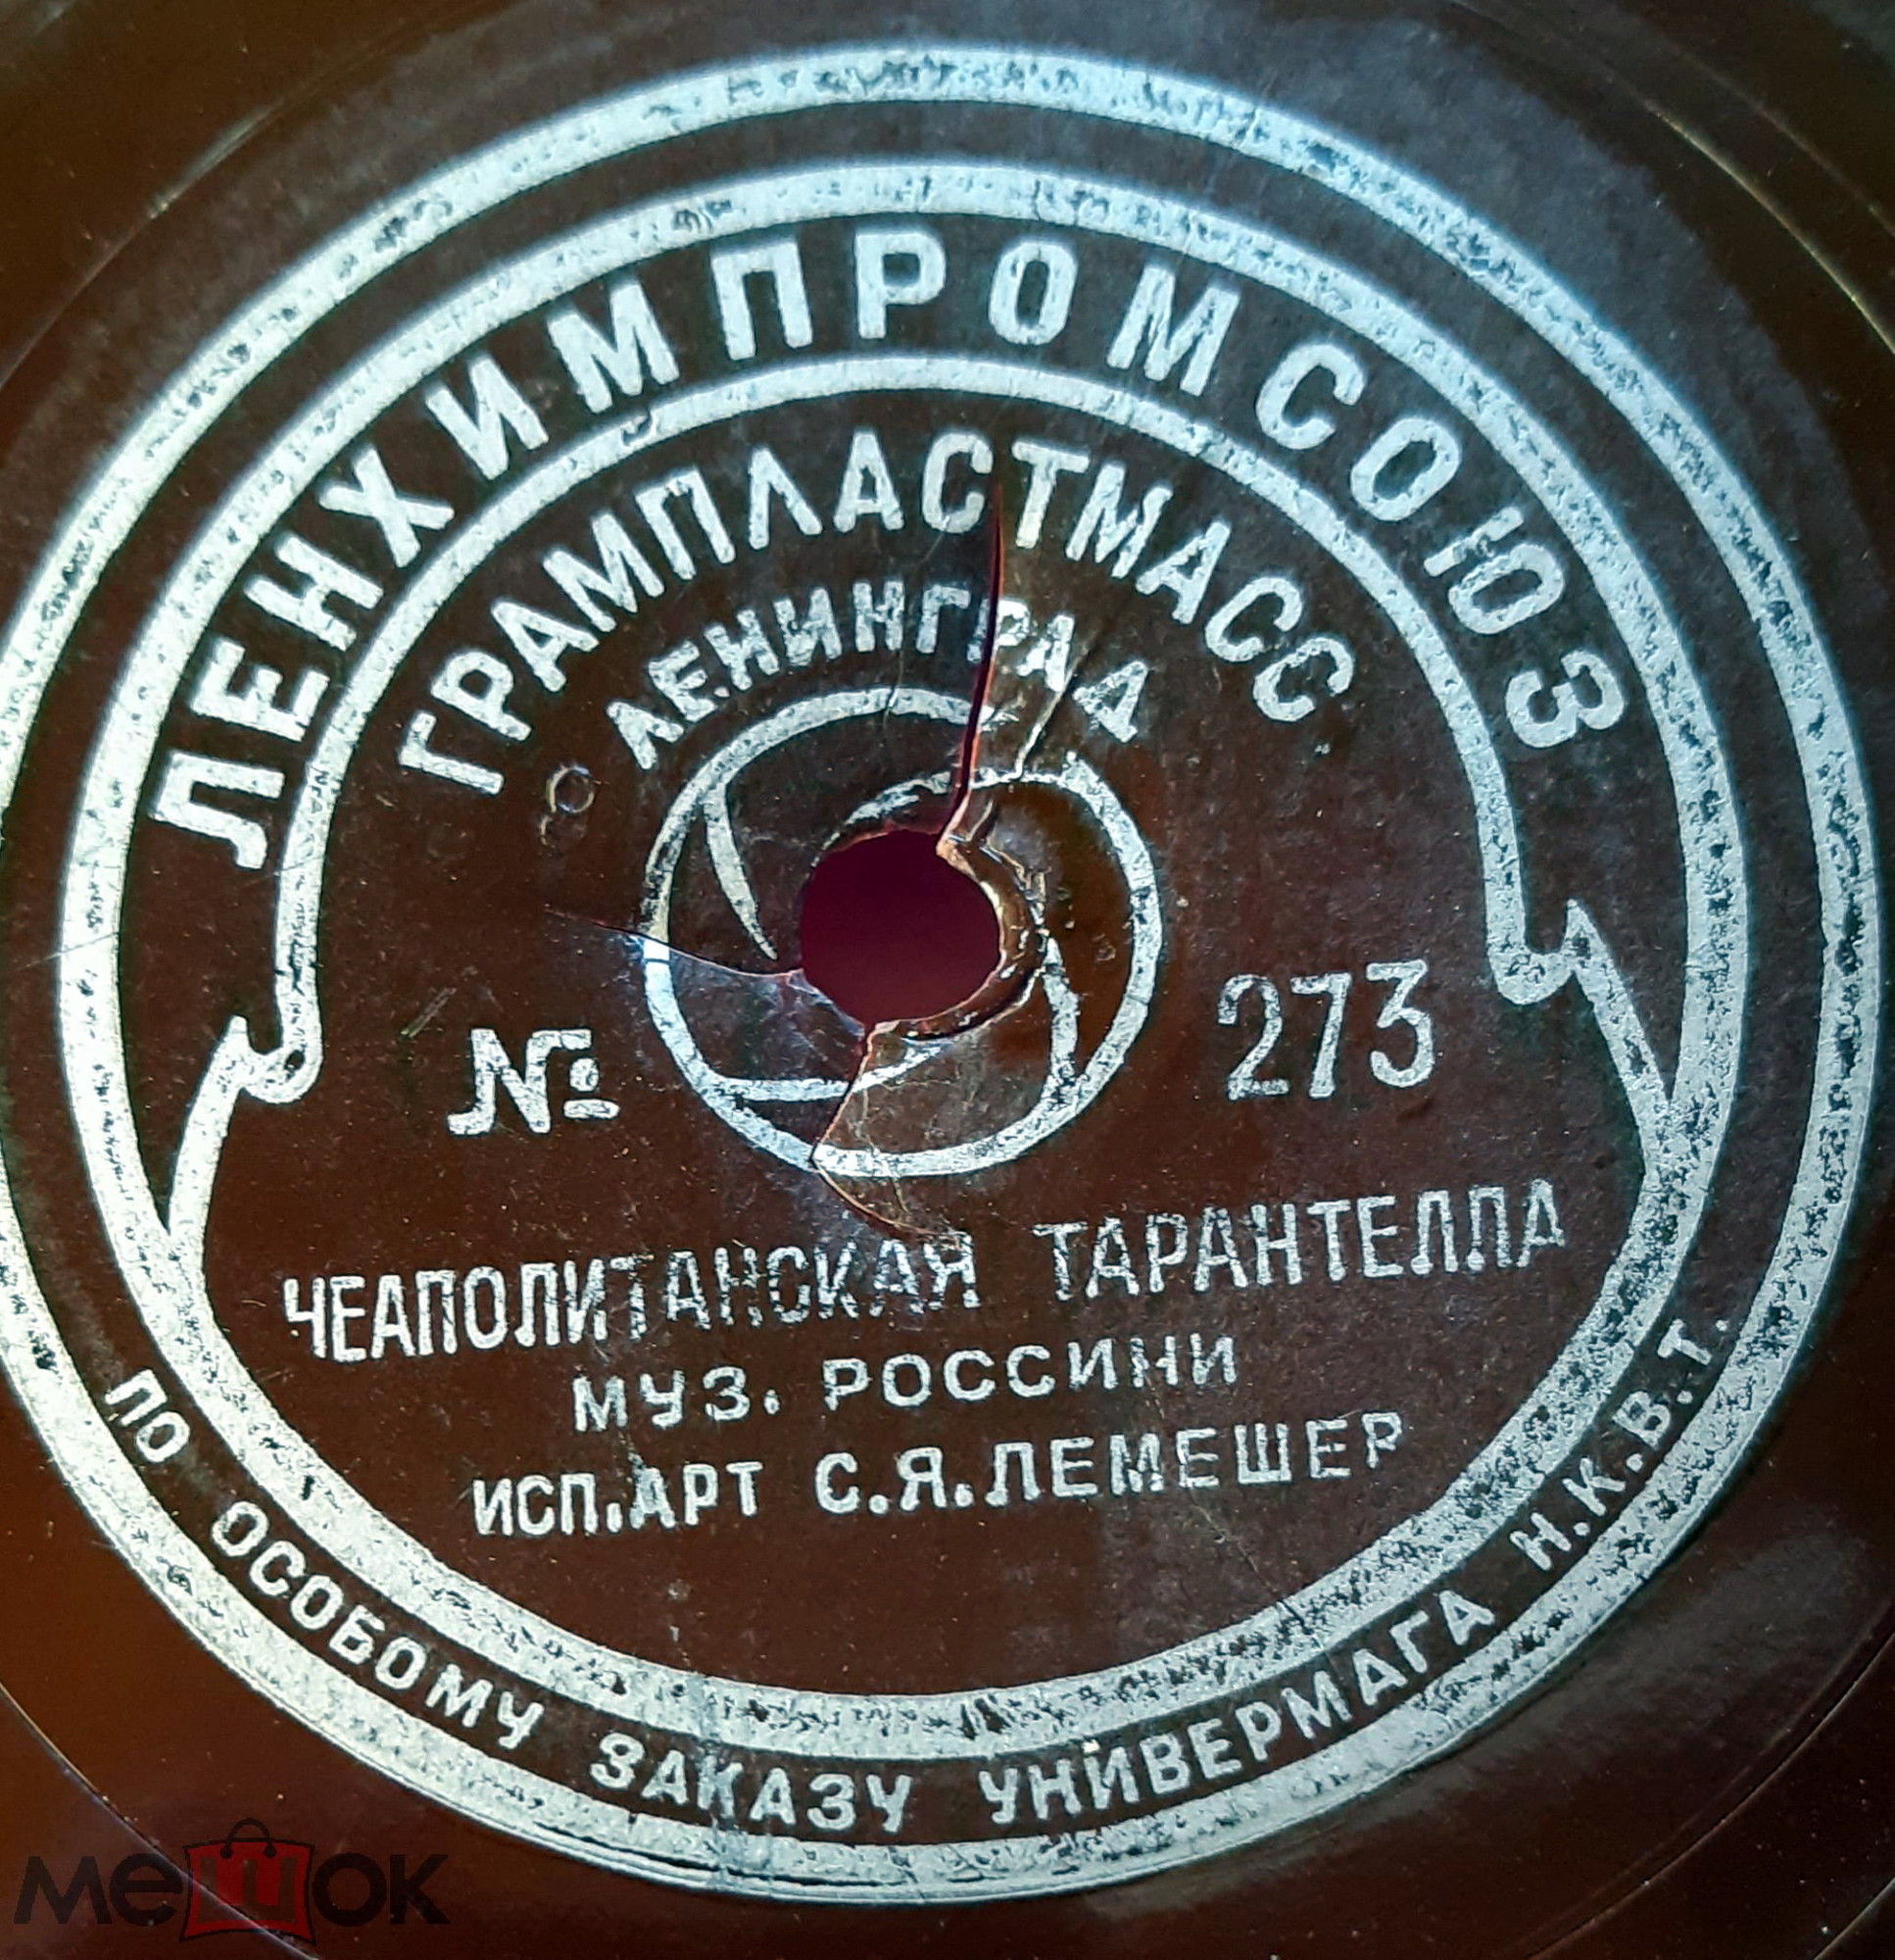 ЛЕНХИМПРОМСОЮЗ
ГРАМПЛАСТМАСС
ЛЕНИНГРАД
№ 273
ЧЕАПОЛИТАНСКАЯ ТАРАНТЕЛЛА
МУЗ. РОССИНИ
ИСП.АРТ С.Я.ЛЕМЕШЕР
ПО ОСОБОМУ ЗАКАЗУ УНИВЕРМАГА Н.К.В.Т.
мешок